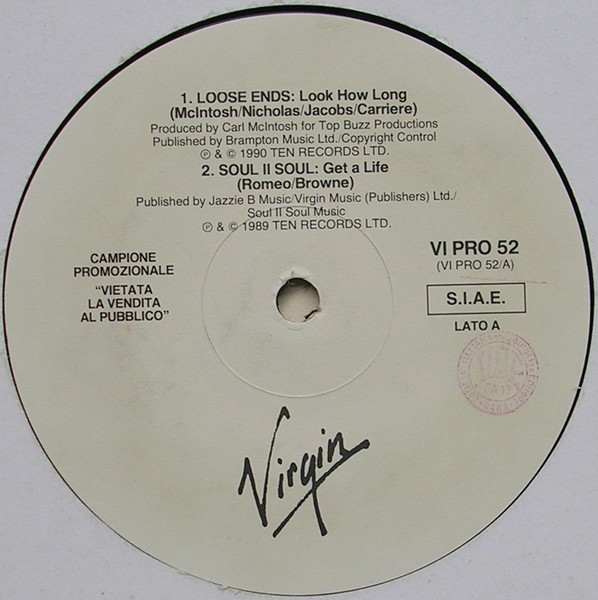 1. LOOSE ENDS: Look How Long
(McIntosh/Nicholas/Jacobs/Carriere)
Produced by Carl McIntosh for Top Buzz Productions
Published by Brampton Music Ltd./Copyright Control
℗ & © 1990 TEN RECORDS LTD.
2. SOUL II SOUL: Get a Life
(Romeo/Browne)
Published by Jazzie B Music/Virgin Music (Publishers) Ltd./
Soul II Soul Music
℗ & © 1989 TEN RECORDS LTD.
CAMPIONE
PROMOZIONALE
"VIETATA
LA VENDITA
AL PUBBLICO"
VI PRO 52
(VI PRO 52/A)
S.I.A.E.
LATO A
Virgin